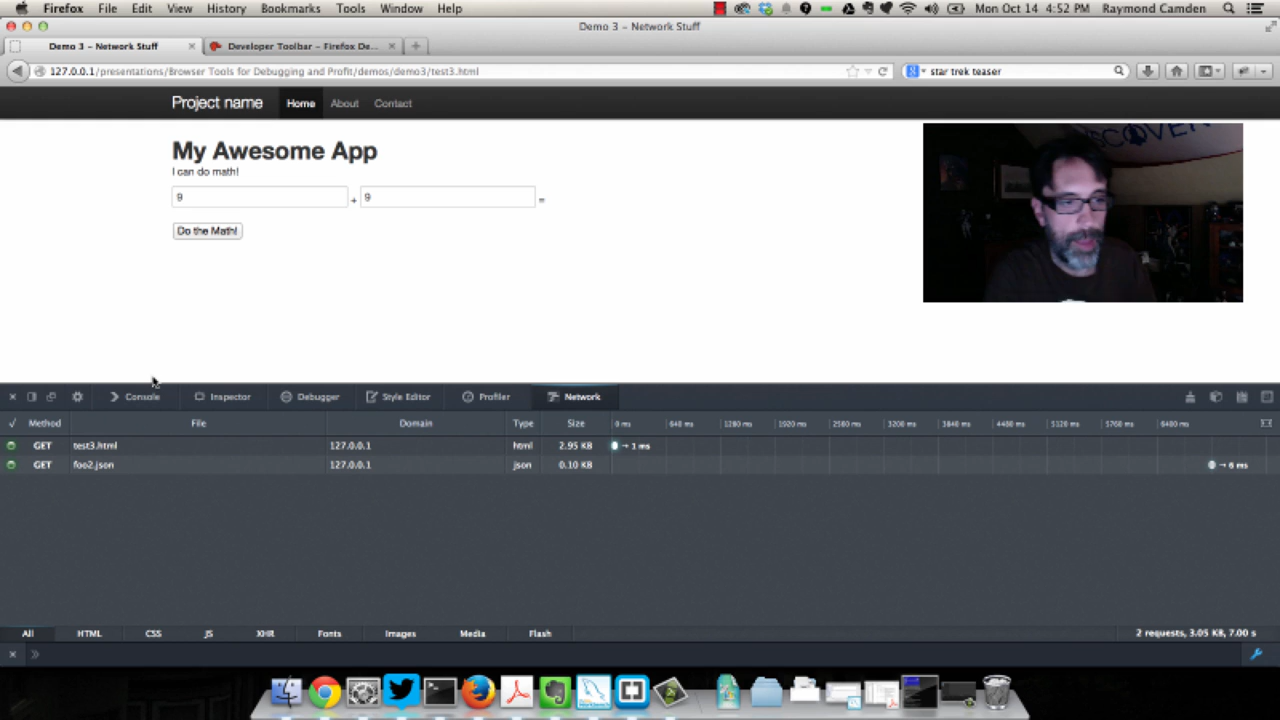 Firefox File Edit View History Bookmarks Tools Window Help Mon Oct 14 4:52 PM Raymond Camden
Demo 3 – Network Stuff
Demo 3 – Network Stuff × Developer Toolbar – Firefox De... × +
127.0.0.1/presentations/Browser Tools for Debugging and Profit/demos/demo3/test3.html star trek teaser
Project name Home About Contact
My Awesome App
I can do math!
9 + 9 =
Do the Math!
DISCOVER
Console Inspector Debugger Style Editor Profiler Network
✓ Method File Domain Type Size 0 ms 640 ms 1280 ms 1920 ms 2560 ms 3200 ms 3840 ms 4480 ms 5120 ms 5760 ms 6400 ms
GET test3.html 127.0.0.1 html 2.95 KB → 1 ms
GET foo2.json 127.0.0.1 json 0.10 KB → 6 ms
All HTML CSS JS XHR Fonts Images Media Flash 2 requests, 3.05 KB, 7.00 s
× »